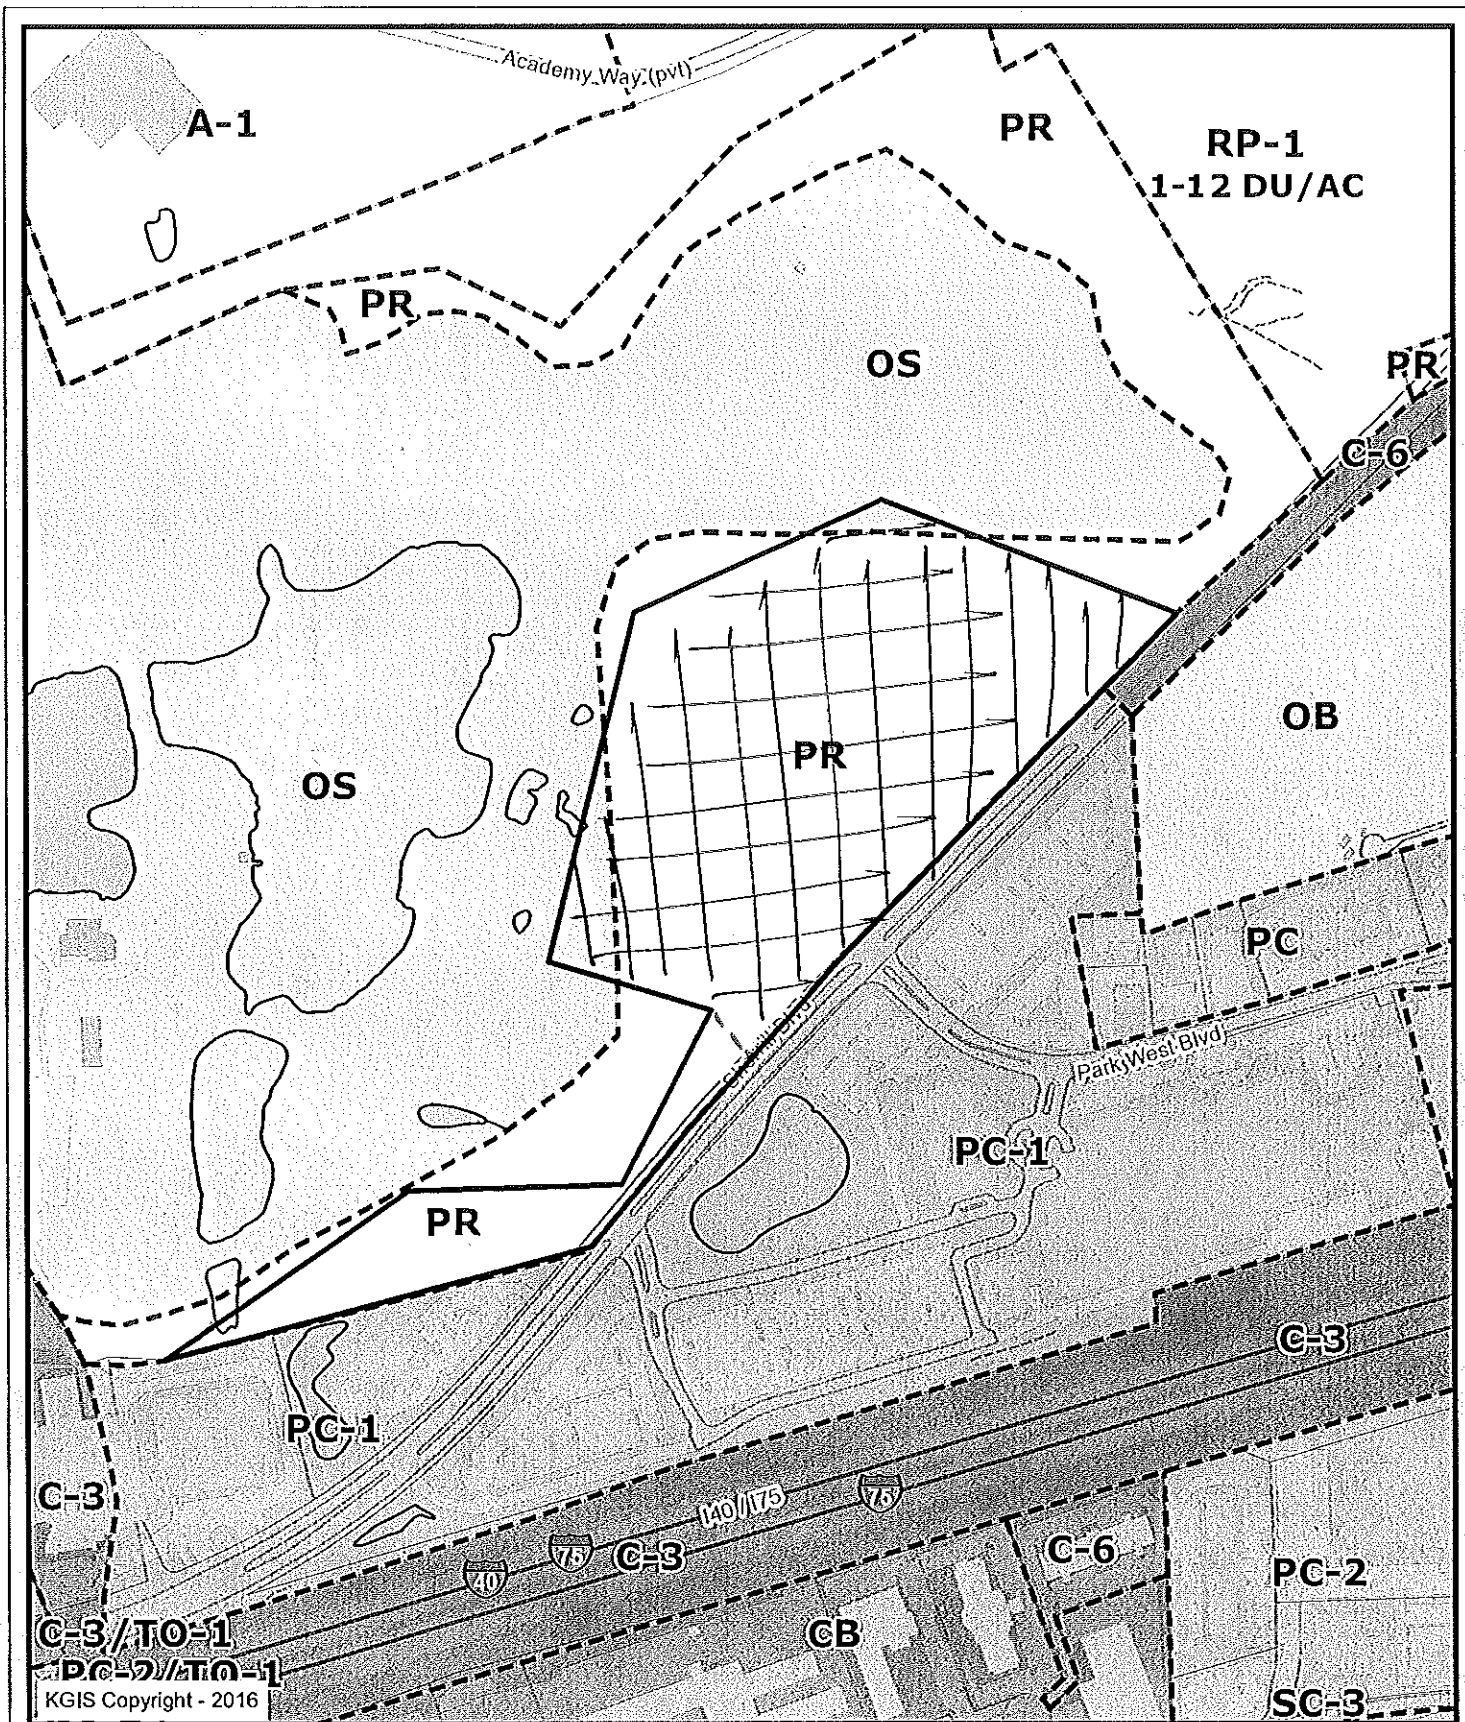 Academy Way (pvt)
A-1
PR
RP-1
1-12 DU/AC
PR
OS
PR
C-6
OB
PR
OS
PC
Park West Blvd
PC-1
PR
C-3
PC-1
C-3
I40 / I75
75
75
40
C-3
C-6
PC-2
CB
C-3/TO-1
PC-2/TO-1
KGIS Copyright - 2016
SC-3